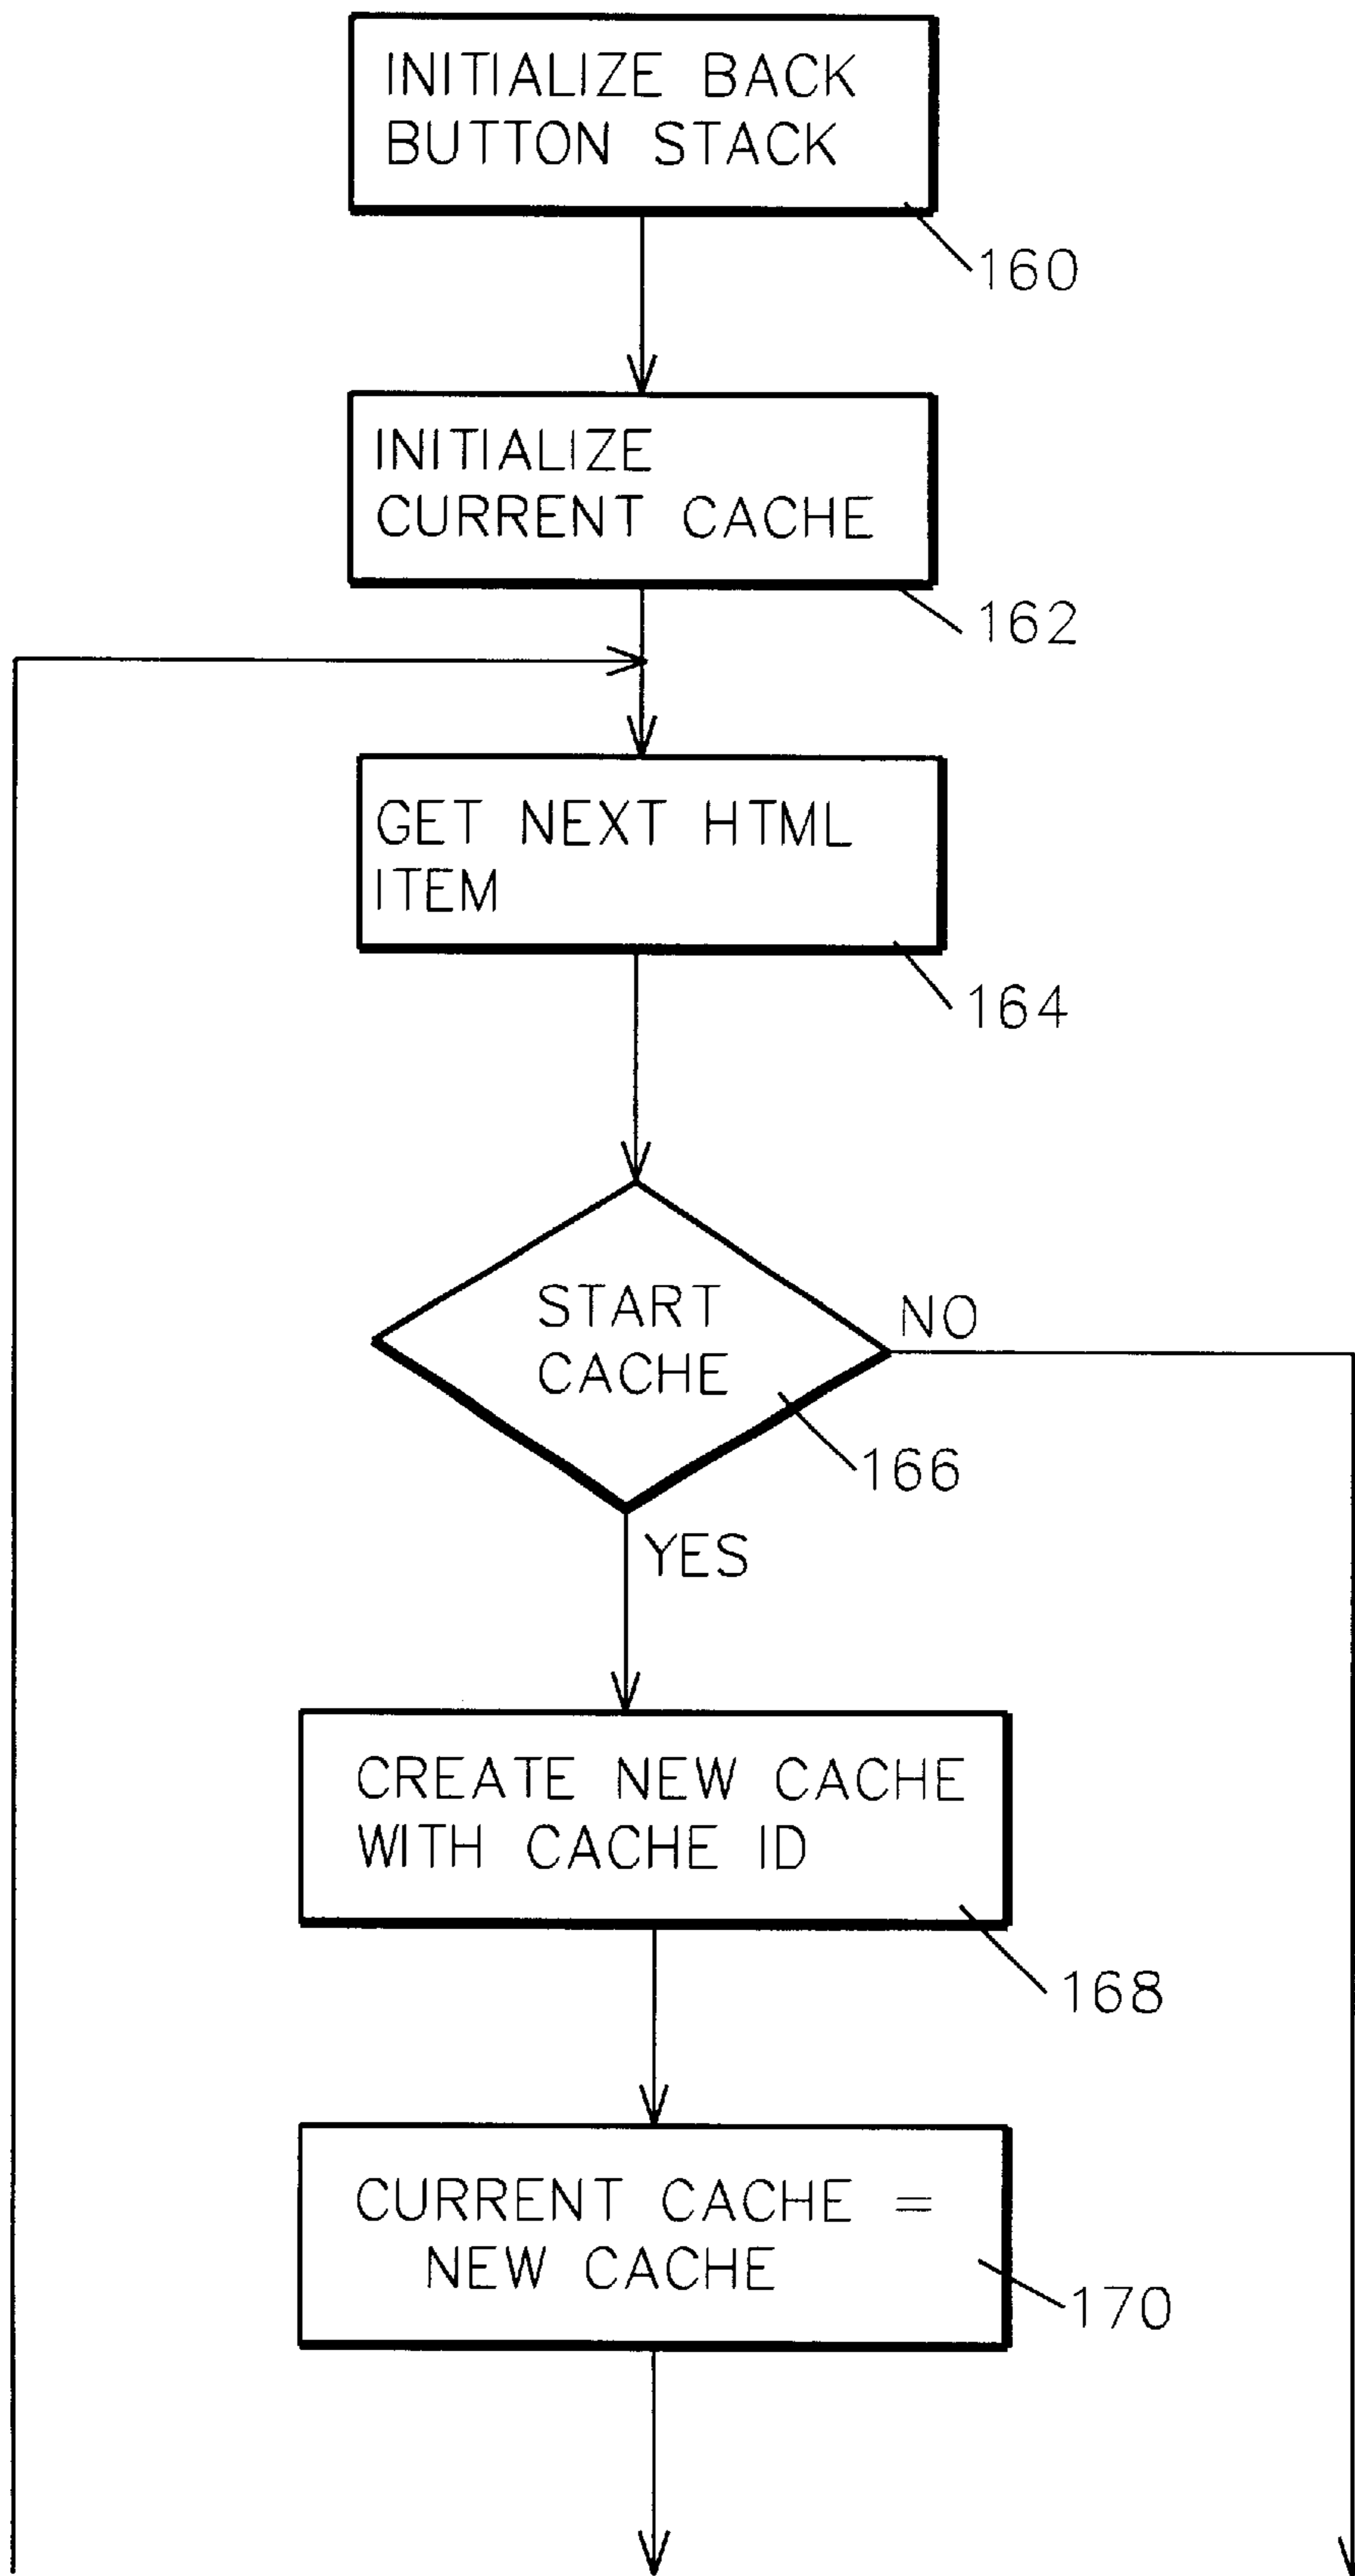 INITIALIZE BACK
BUTTON STACK
160
INITIALIZE
CURRENT CACHE
162
GET NEXT HTML
ITEM
164
START
CACHE
NO
166
YES
CREATE NEW CACHE
WITH CACHE ID
168
CURRENT CACHE =
NEW CACHE
170